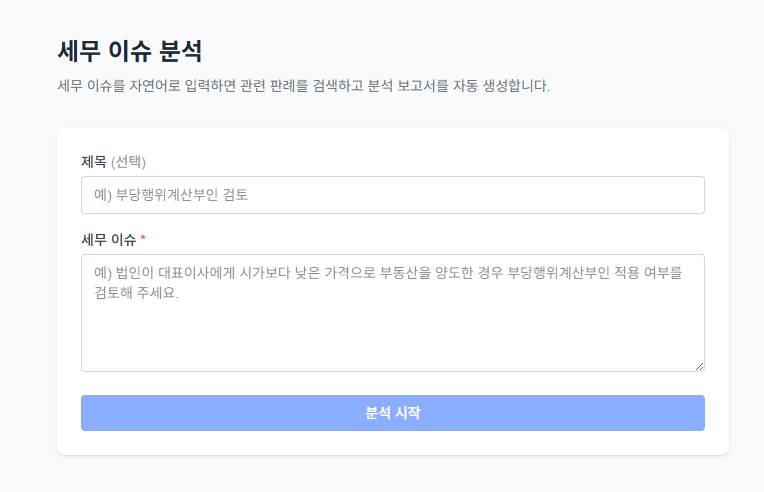 세무 이슈 분석
세무 이슈를 자연어로 입력하면 관련 판례를 검색하고 분석 보고서를 자동 생성합니다.
제목 (선택)
예) 부당행위계산부인 검토
세무 이슈 *
예) 법인이 대표이사에게 시가보다 낮은 가격으로 부동산을 양도한 경우 부당행위계산부인 적용 여부를
검토해 주세요.
분석 시작